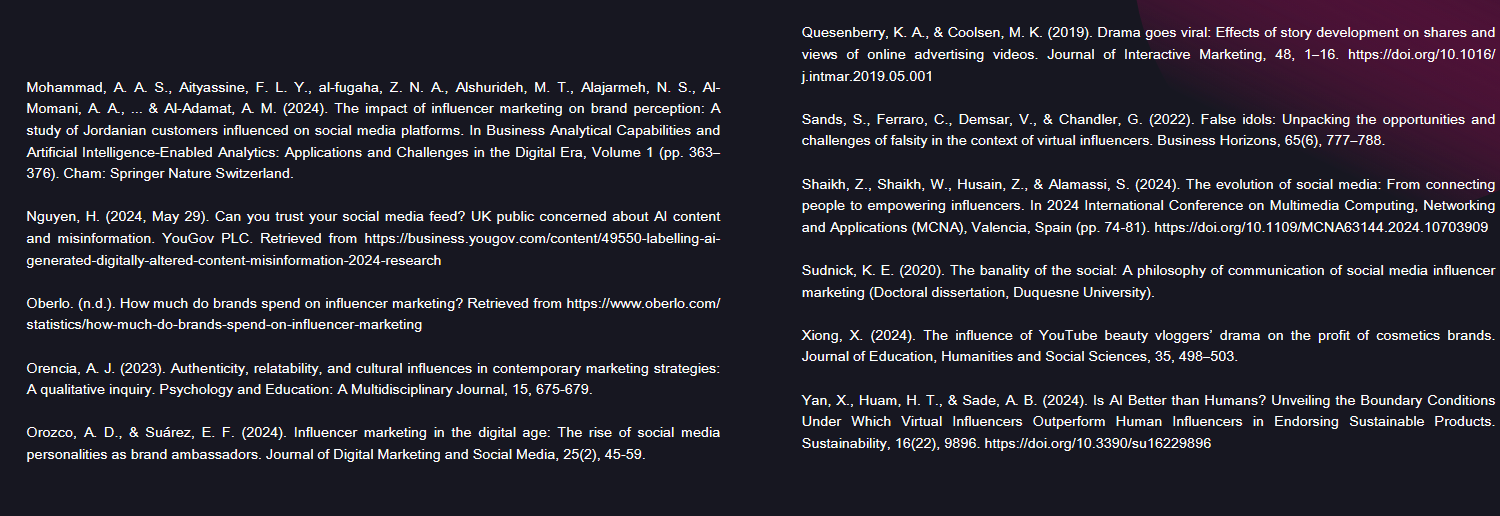 Mohammad, A. A. S., Aityassine, F. L. Y., al-fugaha, Z. N. A., Alshurideh, M. T., Alajarmeh, N. S., Al-
Momani, A. A., ... & Al-Adamat, A. M. (2024). The impact of influencer marketing on brand perception: A
study of Jordanian customers influenced on social media platforms. In Business Analytical Capabilities and
Artificial Intelligence-Enabled Analytics: Applications and Challenges in the Digital Era, Volume 1 (pp. 363–
376). Cham: Springer Nature Switzerland.
Nguyen, H. (2024, May 29). Can you trust your social media feed? UK public concerned about AI content
and misinformation. YouGov PLC. Retrieved from https://business.yougov.com/content/49550-labelling-ai-
generated-digitally-altered-content-misinformation-2024-research
Oberlo. (n.d.). How much do brands spend on influencer marketing? Retrieved from https://www.oberlo.com/
statistics/how-much-do-brands-spend-on-influencer-marketing
Orencia, A. J. (2023). Authenticity, relatability, and cultural influences in contemporary marketing strategies:
A qualitative inquiry. Psychology and Education: A Multidisciplinary Journal, 15, 675-679.
Orozco, A. D., & Suárez, E. F. (2024). Influencer marketing in the digital age: The rise of social media
personalities as brand ambassadors. Journal of Digital Marketing and Social Media, 25(2), 45-59.
Quesenberry, K. A., & Coolsen, M. K. (2019). Drama goes viral: Effects of story development on shares and
views of online advertising videos. Journal of Interactive Marketing, 48, 1–16. https://doi.org/10.1016/
j.intmar.2019.05.001
Sands, S., Ferraro, C., Demsar, V., & Chandler, G. (2022). False idols: Unpacking the opportunities and
challenges of falsity in the context of virtual influencers. Business Horizons, 65(6), 777–788.
Shaikh, Z., Shaikh, W., Husain, Z., & Alamassi, S. (2024). The evolution of social media: From connecting
people to empowering influencers. In 2024 International Conference on Multimedia Computing, Networking
and Applications (MCNA), Valencia, Spain (pp. 74-81). https://doi.org/10.1109/MCNA63144.2024.10703909
Sudnick, K. E. (2020). The banality of the social: A philosophy of communication of social media influencer
marketing (Doctoral dissertation, Duquesne University).
Xiong, X. (2024). The influence of YouTube beauty vloggers’ drama on the profit of cosmetics brands.
Journal of Education, Humanities and Social Sciences, 35, 498–503.
Yan, X., Huam, H. T., & Sade, A. B. (2024). Is AI Better than Humans? Unveiling the Boundary Conditions
Under Which Virtual Influencers Outperform Human Influencers in Endorsing Sustainable Products.
Sustainability, 16(22), 9896. https://doi.org/10.3390/su16229896